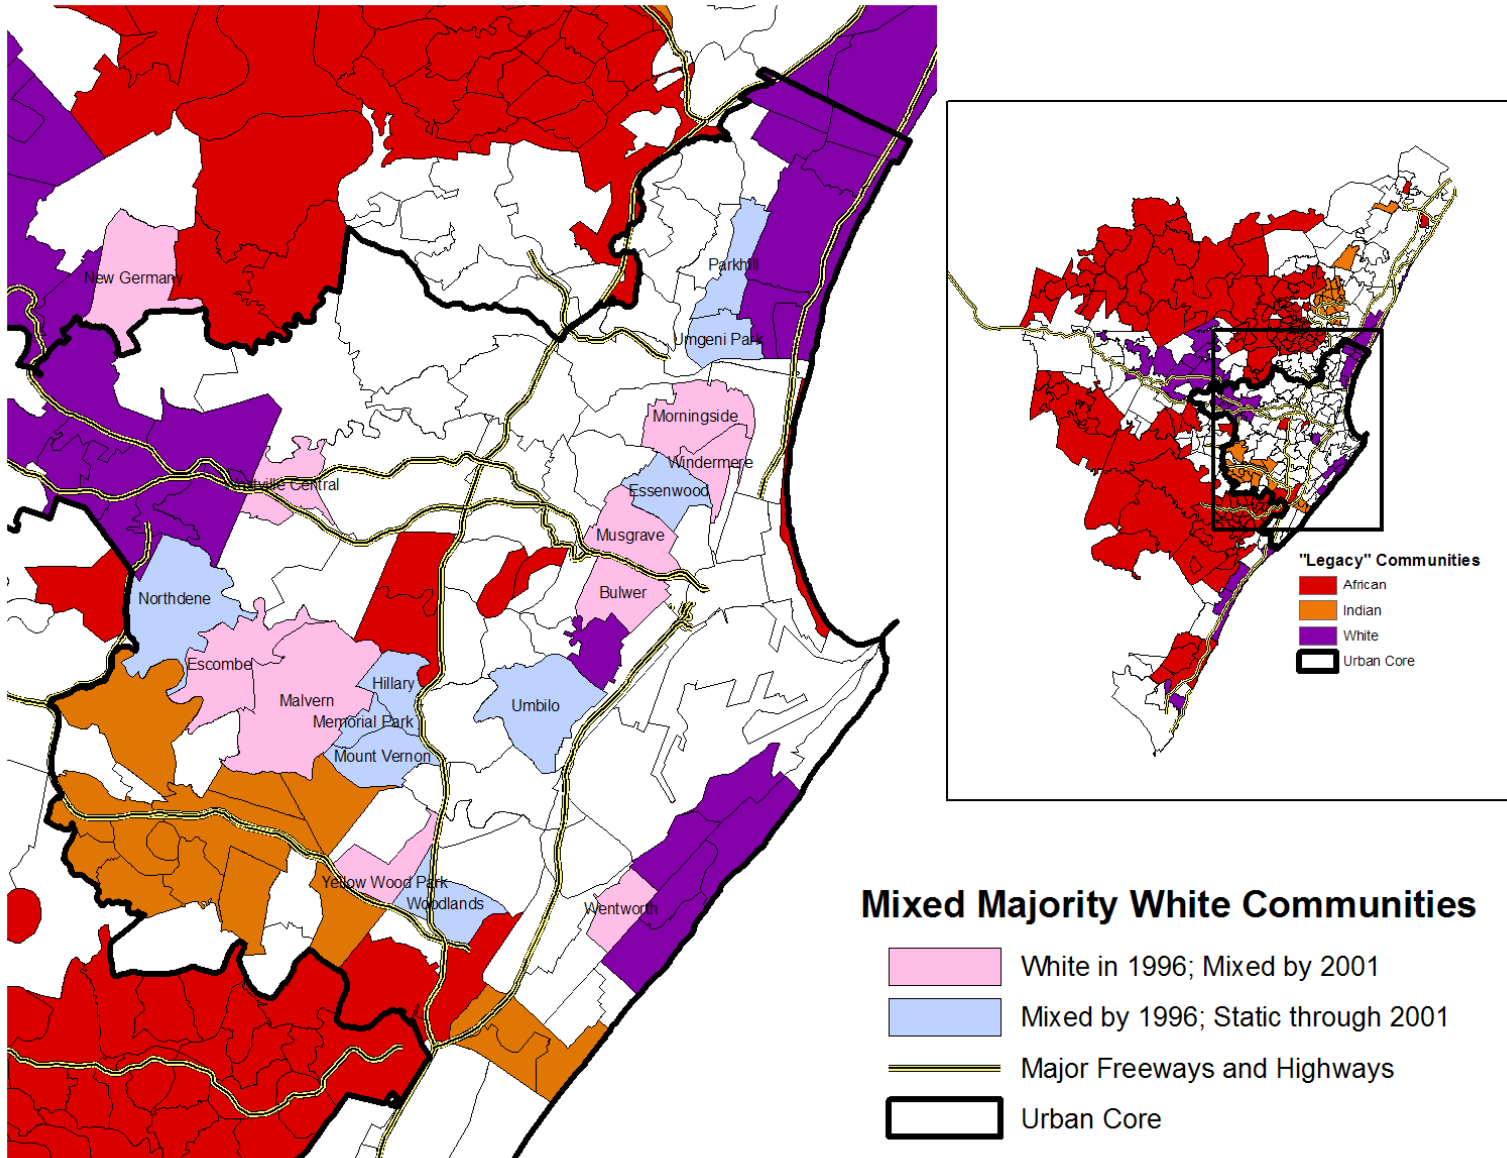 New Germany
Parkhill
Umgeni Park
Morningside
Windermere
Essenwood
Central
Musgrave
Bulwer
Northdene
Escombe
Malvern
Hillary
Memorial Park
Mount Vernon
Umbilo
Yellow Wood Park
Woodlands
Wentworth
"Legacy" Communities
African
Indian
White
Urban Core
Mixed Majority White Communities
White in 1996; Mixed by 2001
Mixed by 1996; Static through 2001
Major Freeways and Highways
Urban Core